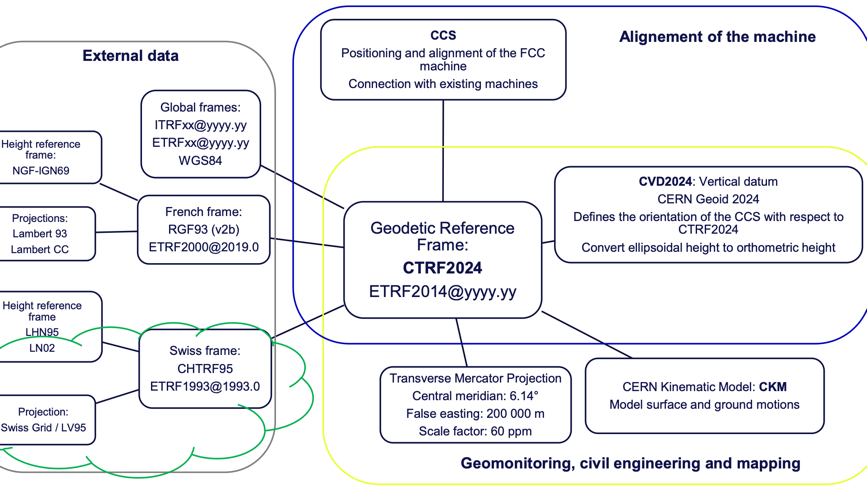 External data
Alignement of the machine
CCS
Positioning and alignment of the FCC
machine
Connection with existing machines
Global frames:
ITRFxx@yyyy.yy
ETRFxx@yyyy.yy
WGS84
Height reference
frame:
NGF-IGN69
Projections:
Lambert 93
Lambert CC
French frame:
RGF93 (v2b)
ETRF2000@2019.0
Geodetic Reference
Frame:
CTRF2024
ETRF2014@yyyy.yy
CVD2024: Vertical datum
CERN Geoid 2024
Defines the orientation of the CCS with respect to
CTRF2024
Convert ellipsoidal height to orthometric height
Height reference
frame
LHN95
LN02
Swiss frame:
CHTRF95
ETRF1993@1993.0
Projection:
Swiss Grid / LV95
Transverse Mercator Projection
Central meridian: 6.14°
False easting: 200 000 m
Scale factor: 60 ppm
CERN Kinematic Model: CKM
Model surface and ground motions
Geomonitoring, civil engineering and mapping